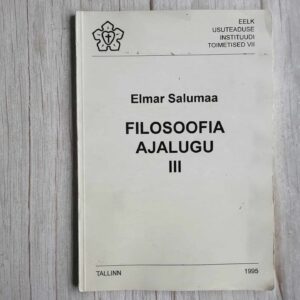 EELK
USUTEADUSE
INSTITUUDI
TOIMETISED VII
Elmar Salumaa
FILOSOOFIA
AJALUGU
III
TALLINN 1995